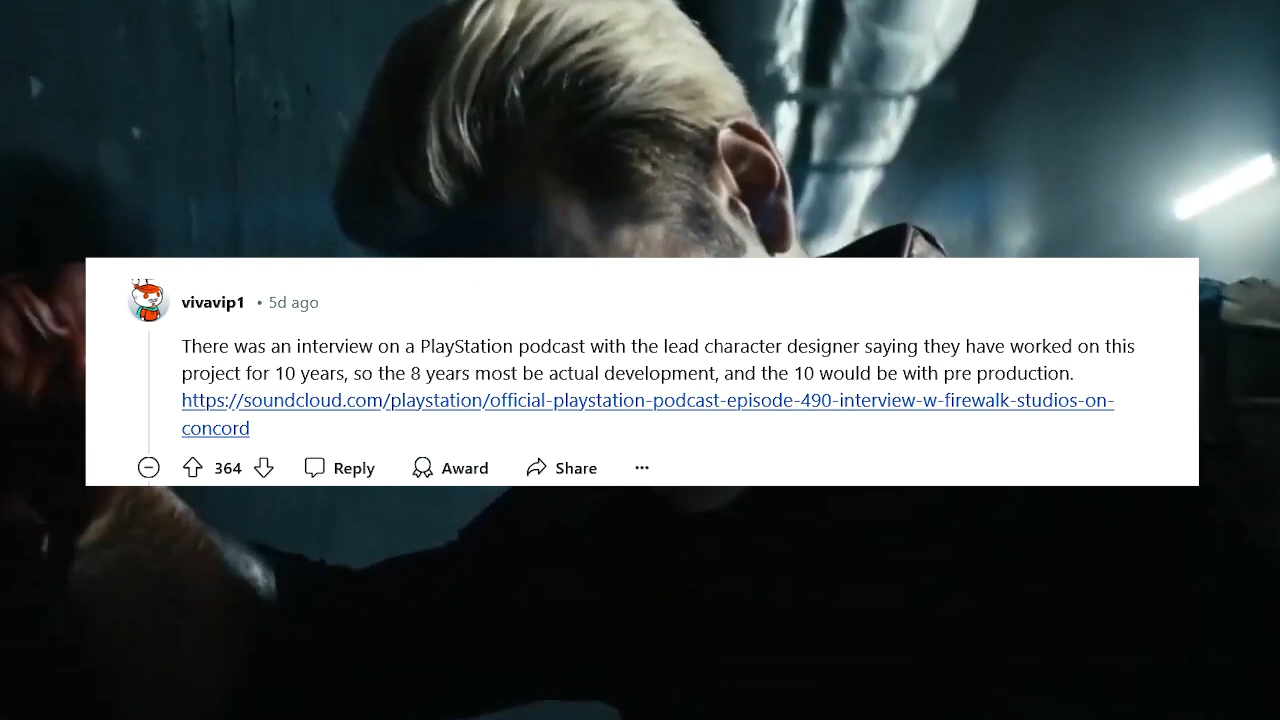 vivavip1 • 5d ago
There was an interview on a PlayStation podcast with the lead character designer saying they have worked on this
project for 10 years, so the 8 years most be actual development, and the 10 would be with pre production.
https://soundcloud.com/playstation/official-playstation-podcast-episode-490-interview-w-firewalk-studios-on-
concord
364 Reply Award Share ...